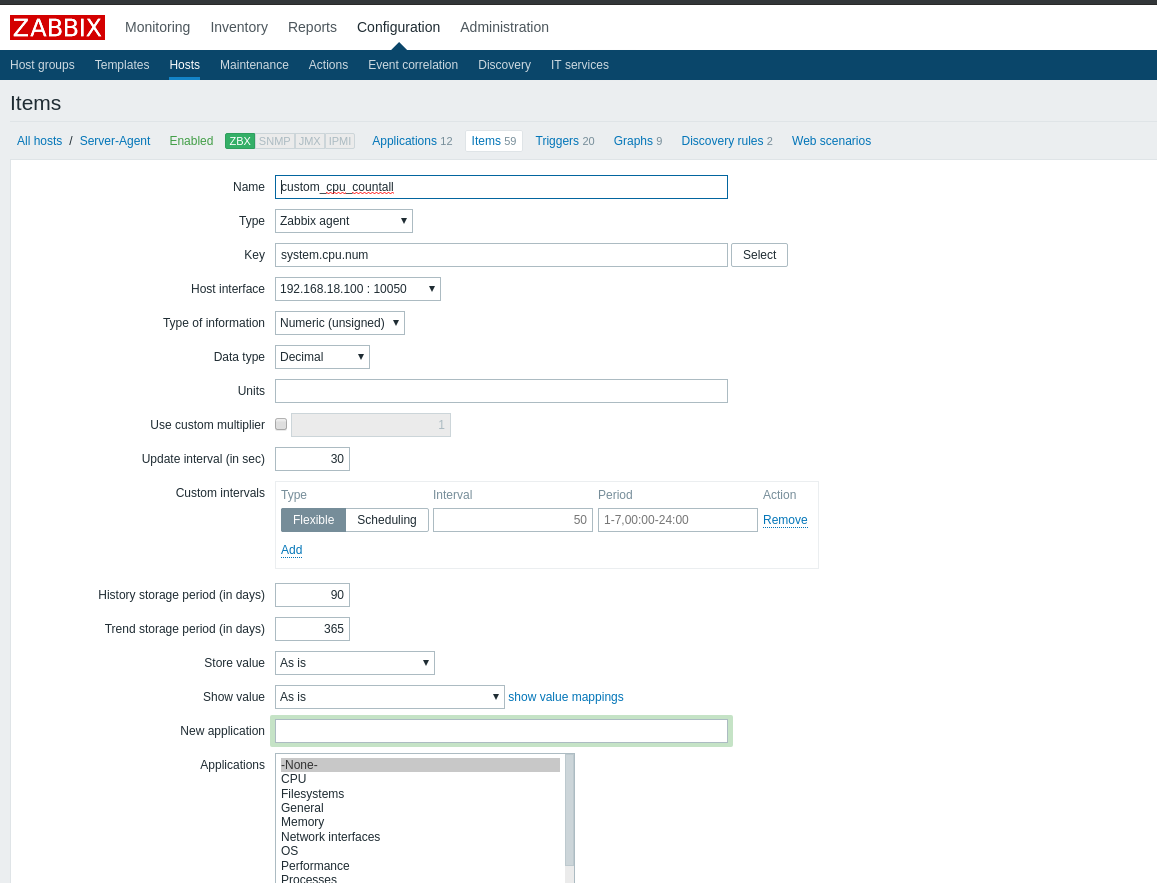 ZABBIX Monitoring Inventory Reports Configuration Administration
Host groups Templates Hosts Maintenance Actions Event correlation Discovery IT services
Items
All hosts / Server-Agent Enabled ZBX SNMP JMX IPMI Applications 12 Items 59 Triggers 20 Graphs 9 Discovery rules 2 Web scenarios
Name custom_cpu_countall
Type Zabbix agent
Key system.cpu.num Select
Host interface 192.168.18.100 : 10050
Type of information Numeric (unsigned)
Data type Decimal
Units
Use custom multiplier 1
Update interval (in sec) 30
Custom intervals Type Interval Period Action
Flexible Scheduling 50 1-7,00:00-24:00 Remove
Add
History storage period (in days) 90
Trend storage period (in days) 365
Store value As is
Show value As is show value mappings
New application
Applications -None-
CPU
Filesystems
General
Memory
Network interfaces
OS
Performance
Processes